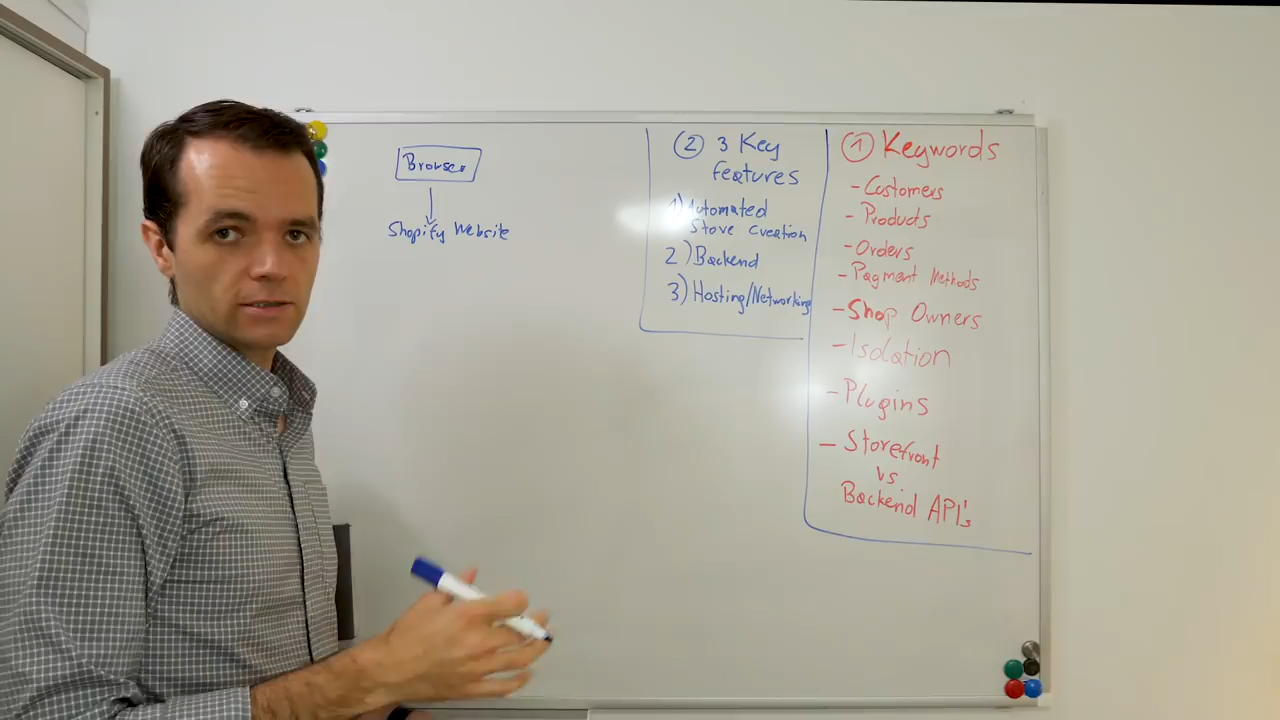 Browser
Shopify Website
② 3 Key
features
1) Automated
Store creation
2) Backend
3) Hosting/Networking
① Keywords
- Customers
- Products
- Orders
- Payment Methods
- Shop Owners
- Isolation
- Plugins
- Storefront
vs
Backend API's